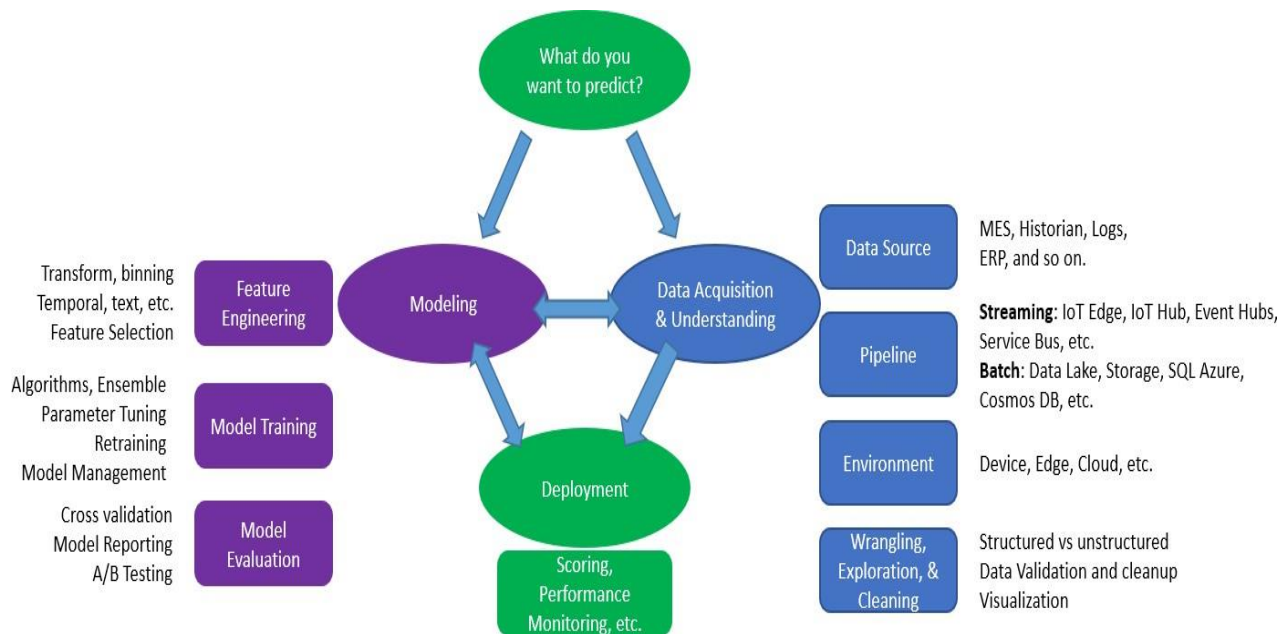 What do you
want to predict?
Modeling
Data Acquisition
& Understanding
Deployment
Scoring,
Performance
Monitoring, etc.
Transform, binning
Temporal, text, etc.
Feature Selection
Feature
Engineering
Algorithms, Ensemble
Parameter Tuning
Retraining
Model Management
Model Training
Cross validation
Model Reporting
A/B Testing
Model
Evaluation
Data Source
MES, Historian, Logs,
ERP, and so on.
Pipeline
Streaming: IoT Edge, IoT Hub, Event Hubs,
Service Bus, etc.
Batch: Data Lake, Storage, SQL Azure,
Cosmos DB, etc.
Environment
Device, Edge, Cloud, etc.
Wrangling,
Exploration, &
Cleaning
Structured vs unstructured
Data Validation and cleanup
Visualization